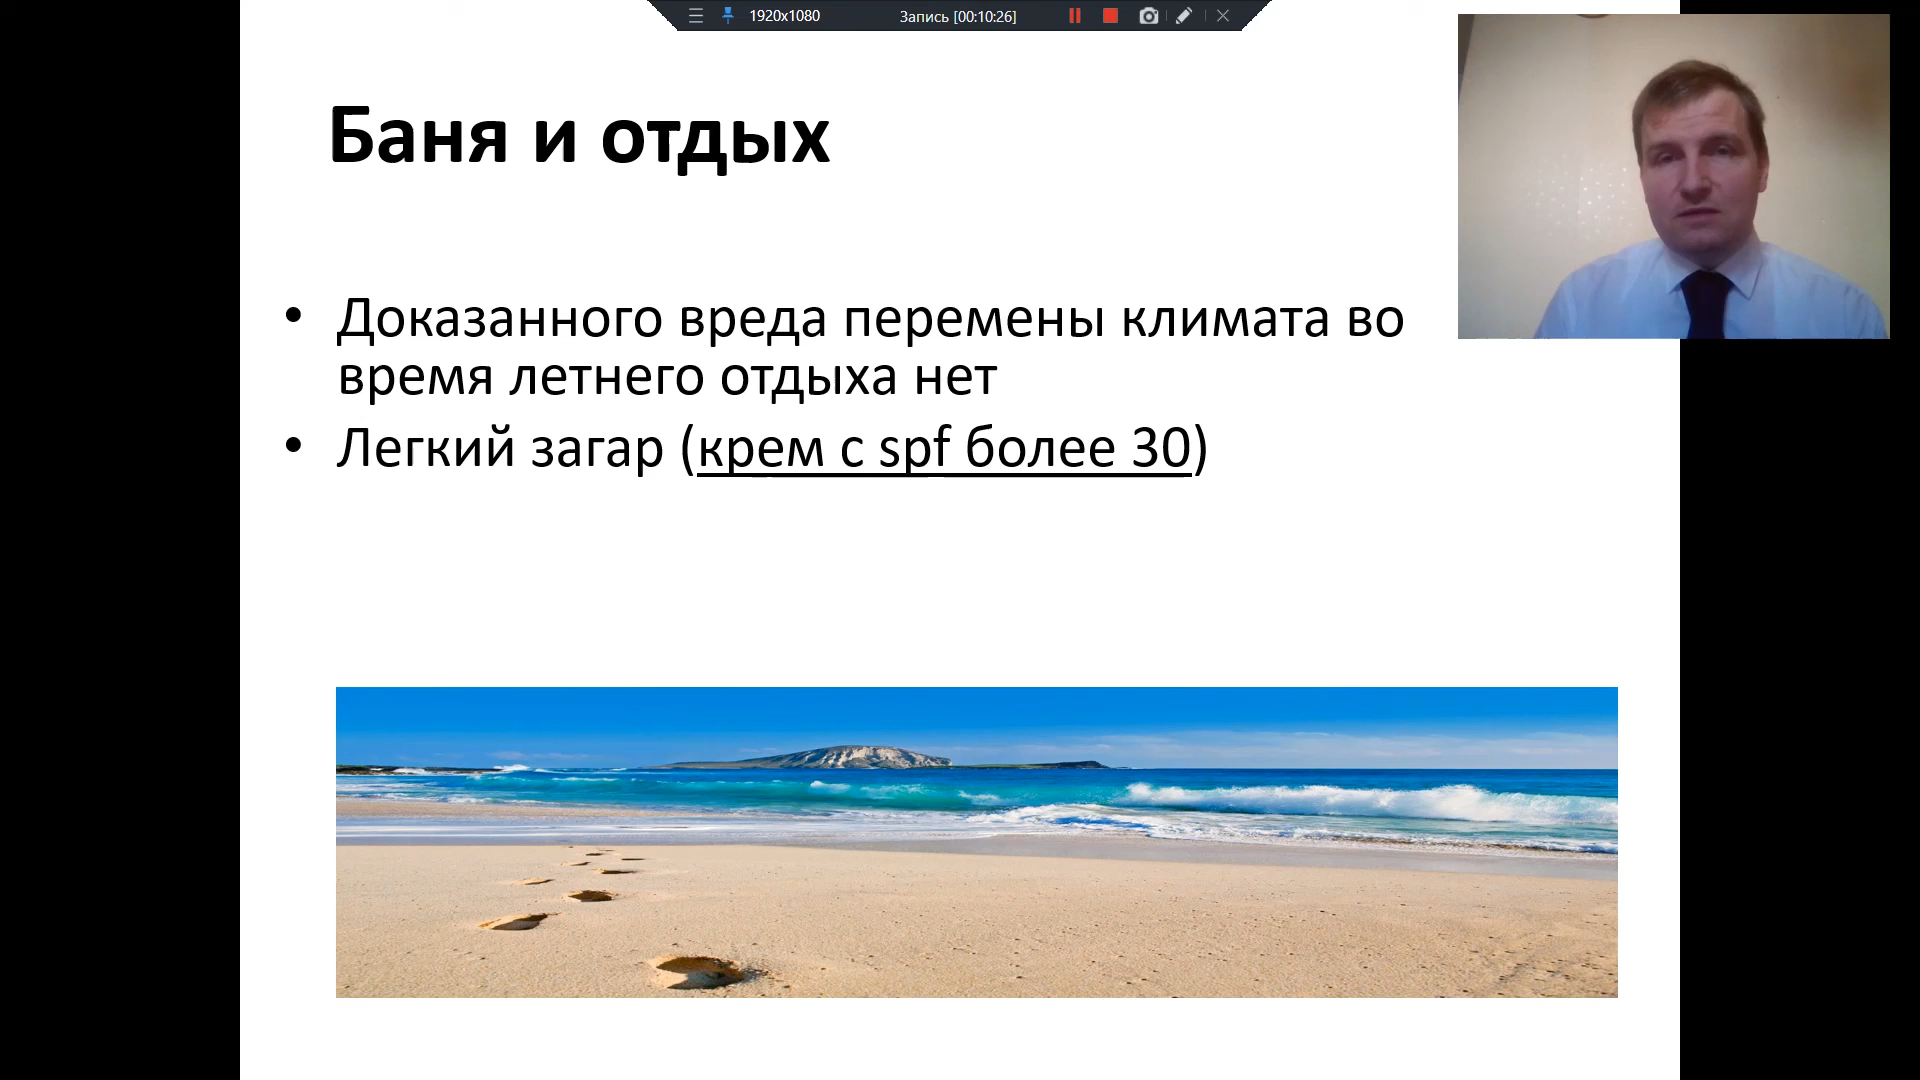 1920x1080 Запись [00:10:26]
Баня и отдых
• Доказанного вреда перемены климата во
время летнего отдыха нет
• Легкий загар (крем с spf более 30)